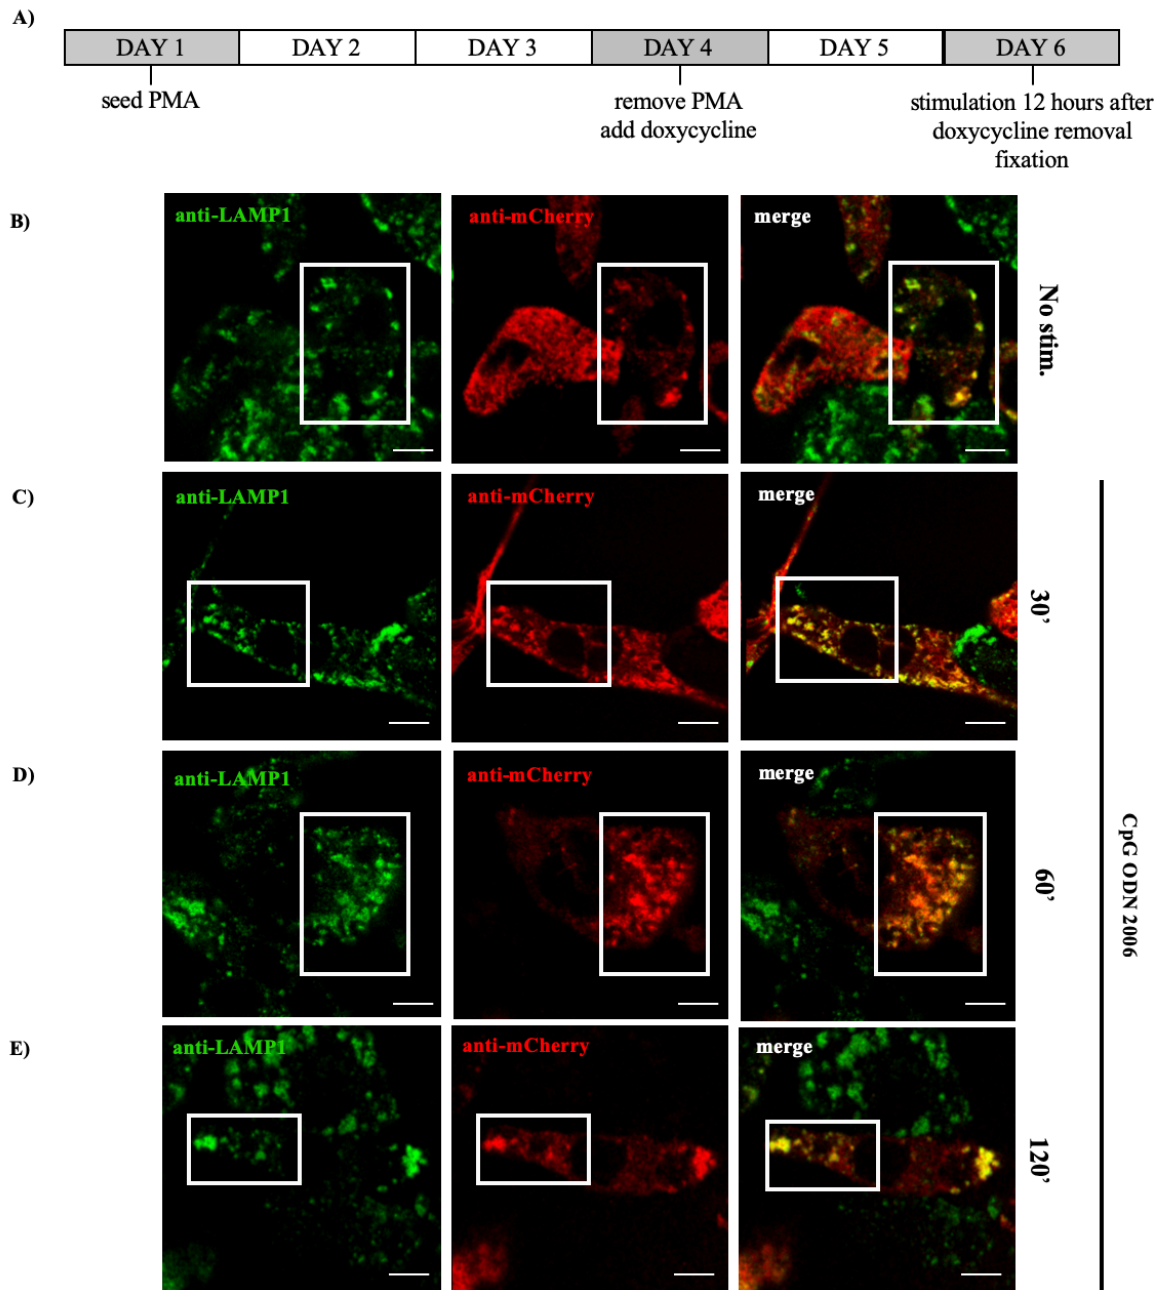 A)
DAY 1 DAY 2 DAY 3 DAY 4 DAY 5 DAY 6
seed PMA
remove PMA
add doxycycline
stimulation 12 hours after
doxycycline removal
fixation
B)
anti-LAMP1 anti-mCherry merge
No stim.
C)
anti-LAMP1 anti-mCherry merge
30’
D)
anti-LAMP1 anti-mCherry merge
60’
E)
anti-LAMP1 anti-mCherry merge
120’
CpG ODN 2006